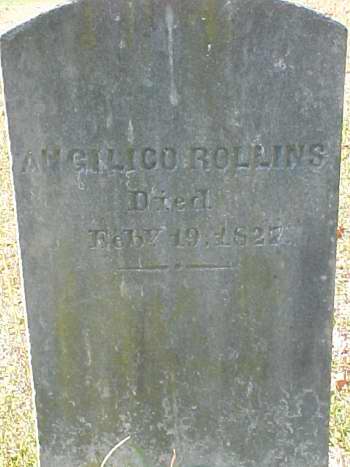 ANGILICO ROLLINS
Died
Feby 19, 1827.